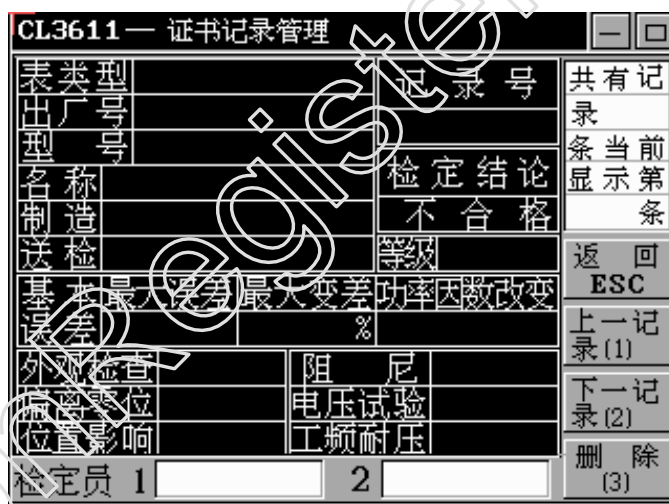 CL3611— 证书记录管理
表类型
记 录 号
出厂号
型 号
名称
检定结论
制造
不 合 格
送检
等级
基 本 最大误差 最大变差 功率因数改变
误差
%
外观检查
阻 尼
偏离零位
电压试验
位置影响
工频耐压
检定员 1
2
共有记
录
条当前
显示第
条
返 回
ESC
上一记
录(1)
下一记
录(2)
删 除
(3)